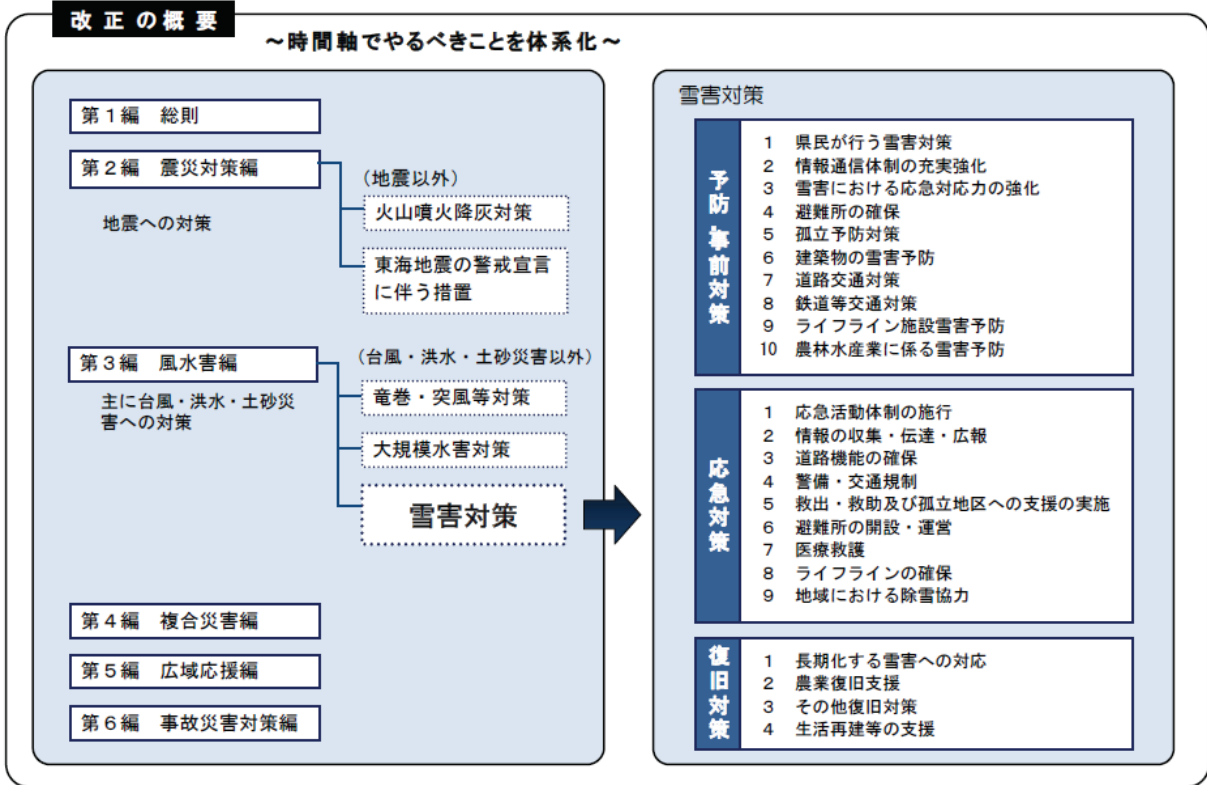 改正の概要
～時間軸でやるべきことを体系化～
第１編　総則
第２編　震災対策編
地震への対策
（地震以外）
火山噴火降灰対策
東海地震の警戒宣言
に伴う措置
第３編　風水害編
主に台風・洪水・土砂災
害への対策
（台風・洪水・土砂災害以外）
竜巻・突風等対策
大規模水害対策
雪害対策
第４編　複合災害編
第５編　広域応援編
第６編　事故災害対策編
雪害対策
予防・事前対策
1　県民が行う雪害対策
2　情報通信体制の充実強化
3　雪害における応急対応力の強化
4　避難所の確保
5　孤立予防対策
6　建築物の雪害予防
7　道路交通対策
8　鉄道等交通対策
9　ライフライン施設雪害予防
10　農林水産業に係る雪害予防
応急対策
1　応急活動体制の施行
2　情報の収集・伝達・広報
3　道路機能の確保
4　警備・交通規制
5　救出・救助及び孤立地区への支援の実施
6　避難所の開設・運営
7　医療救護
8　ライフラインの確保
9　地域における除雪協力
復旧対策
1　長期化する雪害への対応
2　農業復旧支援
3　その他復旧対策
4　生活再建等の支援